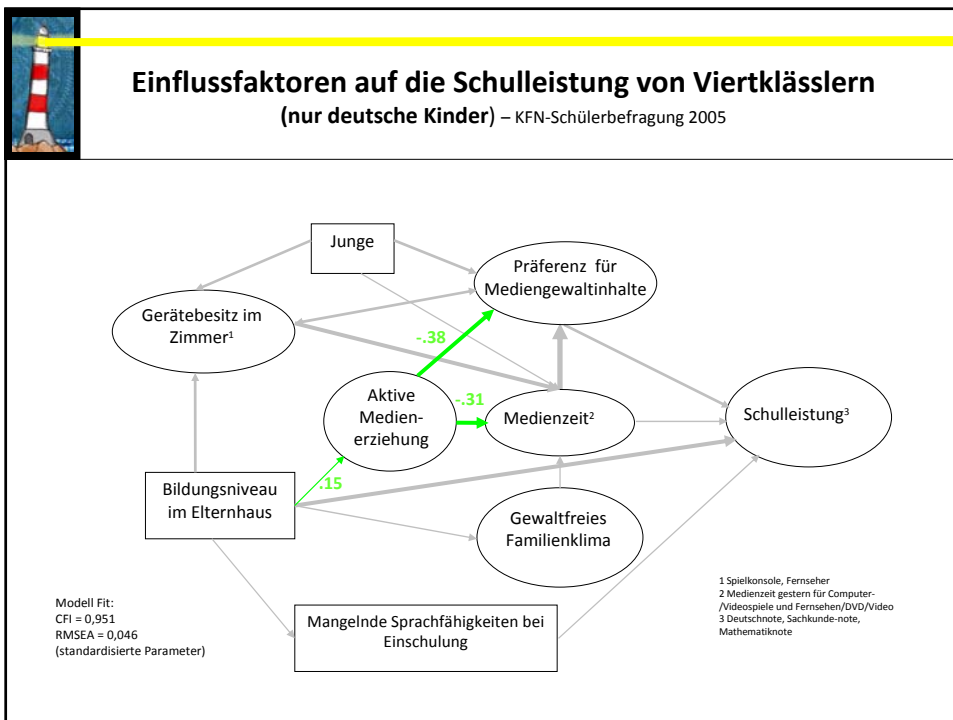 Einflussfaktoren auf die Schulleistung von Viertklässlern
(nur deutsche Kinder) – KFN-Schülerbefragung 2005
Junge
Präferenz für
Mediengewaltinhalte
Gerätebesitz im
Zimmer¹
-.38
Aktive
Medien-
erziehung
-.31
Medienzeit²
Schulleistung³
.15
Bildungsniveau
im Elternhaus
Gewaltfreies
Familienklima
Mangelnde Sprachfähigkeiten bei
Einschulung
Modell Fit:
CFI = 0,951
RMSEA = 0,046
(standardisierte Parameter)
1 Spielkonsole, Fernseher
2 Medienzeit gestern für Computer-
/Videospiele und Fernsehen/DVD/Video
3 Deutschnote, Sachkunde-note,
Mathematiknote